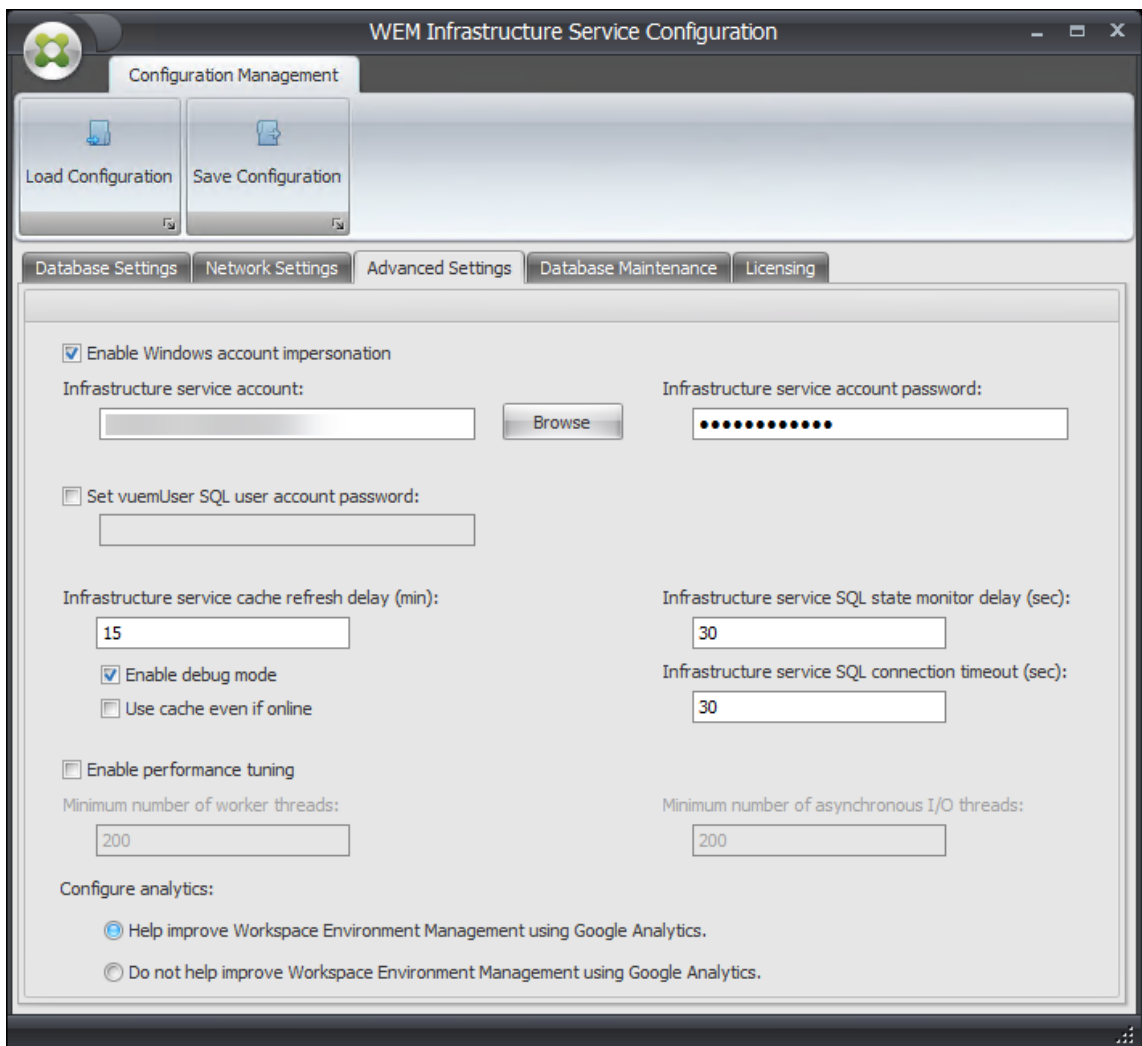 WEM Infrastructure Service Configuration
Configuration Management
Load Configuration Save Configuration
Database Settings Network Settings Advanced Settings Database Maintenance Licensing
Enable Windows account impersonation
Infrastructure service account: Infrastructure service account password:
Browse ●●●●●●●●●●●●
Set vuemUser SQL user account password:
Infrastructure service cache refresh delay (min): Infrastructure service SQL state monitor delay (sec):
15 30
Enable debug mode Infrastructure service SQL connection timeout (sec):
Use cache even if online 30
Enable performance tuning
Minimum number of worker threads: Minimum number of asynchronous I/O threads:
200 200
Configure analytics:
Help improve Workspace Environment Management using Google Analytics.
Do not help improve Workspace Environment Management using Google Analytics.